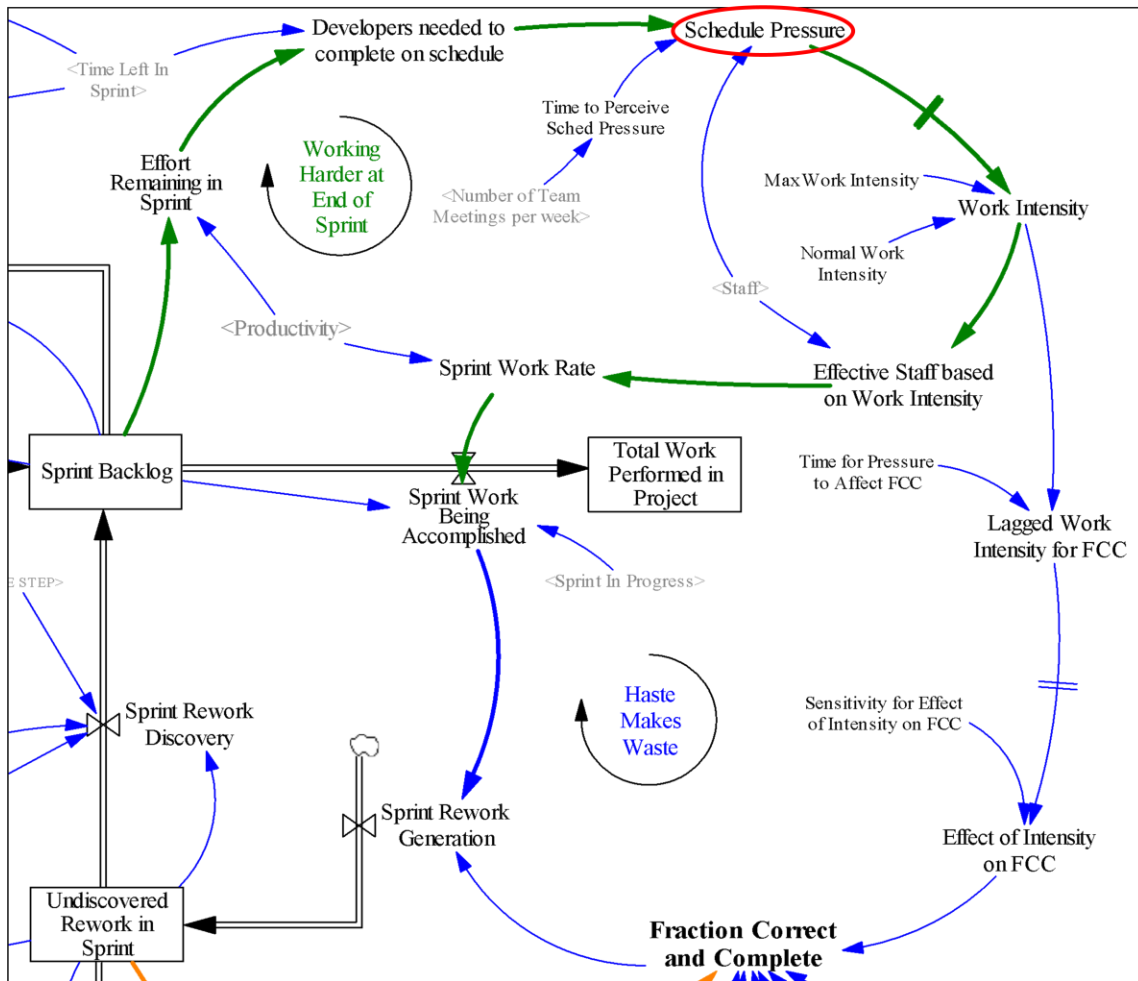 Developers needed to
complete on schedule
Schedule Pressure
<Time Left In
Sprint>
Time to Perceive
Sched Pressure
Working
Harder at
End of
Sprint
Effort
Remaining in
Sprint
<Number of Team
Meetings per week>
Max Work Intensity
Work Intensity
Normal Work
Intensity
<Staff>
<Productivity>
Sprint Work Rate
Effective Staff based
on Work Intensity
Sprint Backlog
Total Work
Performed in
Project
Sprint Work
Being
Accomplished
Time for Pressure
to Affect FCC
Lagged Work
Intensity for FCC
<Sprint In Progress>
STEP>
Sprint Rework
Discovery
Haste
Makes
Waste
Sensitivity for Effect
of Intensity on FCC
Sprint Rework
Generation
Effect of Intensity
on FCC
Undiscovered
Rework in
Sprint
Fraction Correct
and Complete